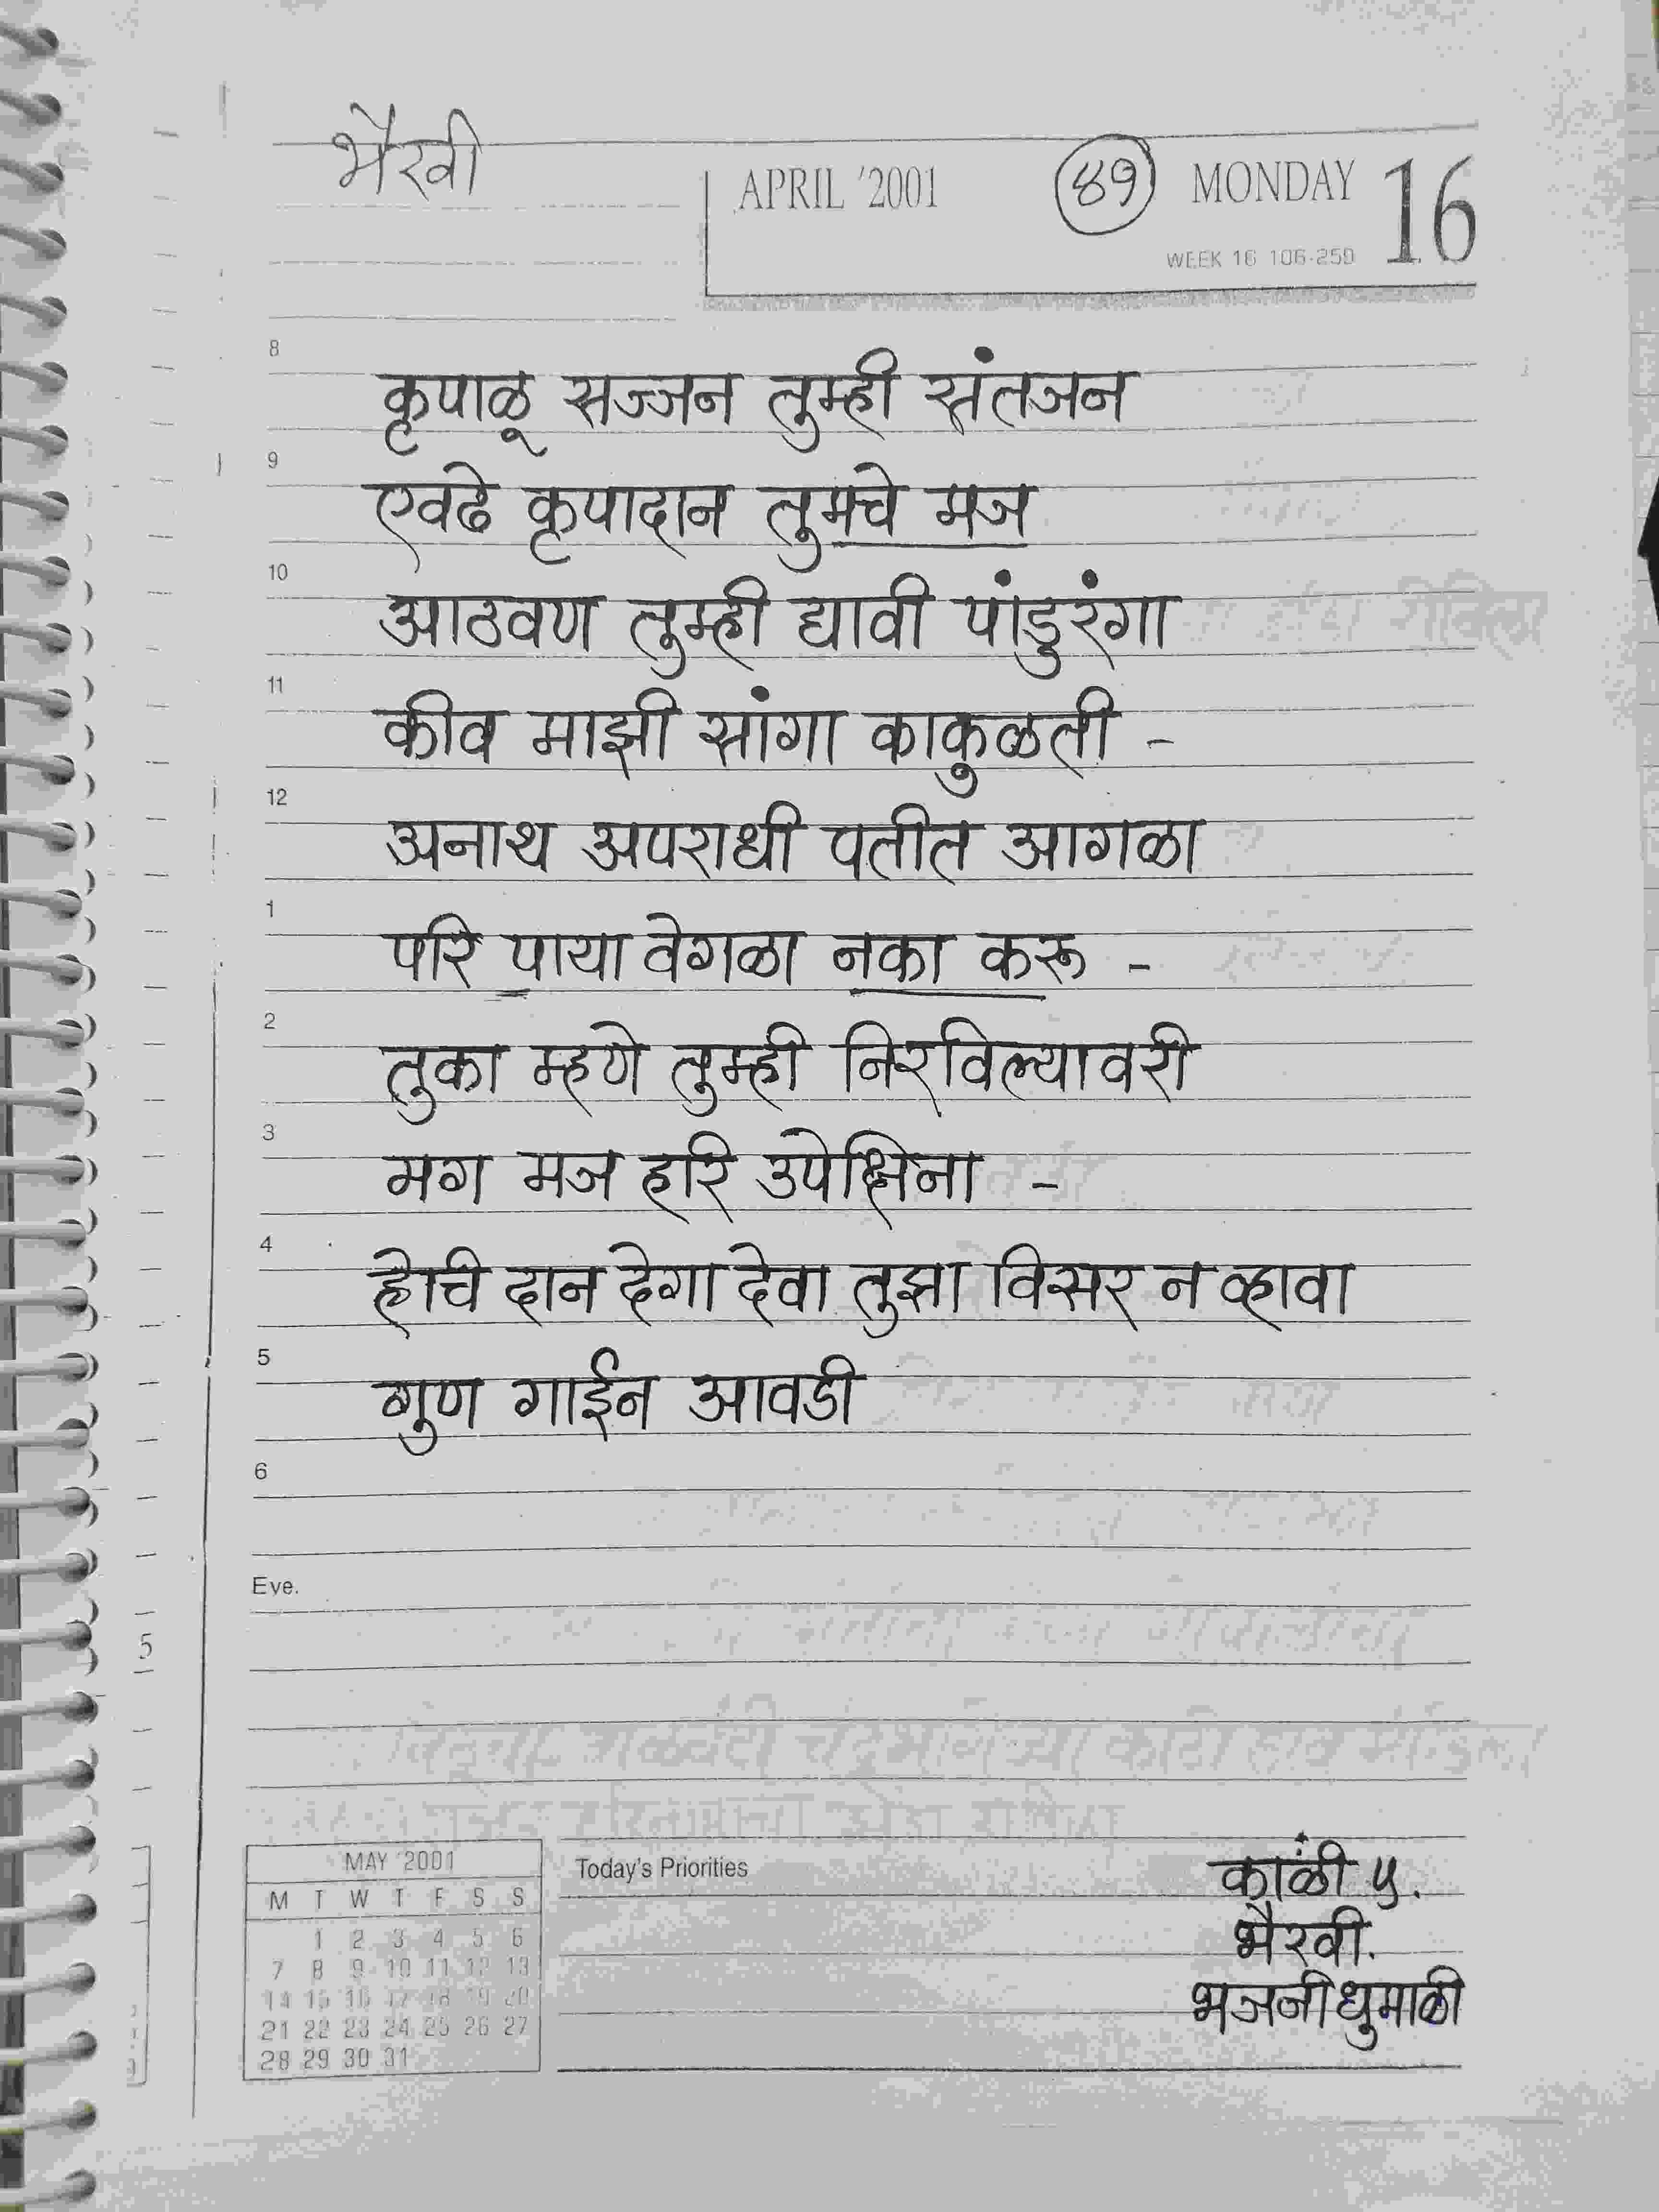 भैरवी
APRIL '2001
४१
MONDAY 16
WEEK 16 106-259
8
कृपाळू सज्जन तुम्ही संतजन
9
एवढे कृपादान तुमचे मज
10
आठवण तुम्ही द्यावी पांडुरंगा
11
कीव माझी सांगा काकुळती -
12
अनाथ अपराधी पतीत आगळा
1
परि पाया वेगळा नका करू -
2
तुका म्हणे तुम्ही निरविल्यावरी
3
मग मज हरि उपेक्षिना -
4
हेाचि दान देगा देवा तुझा विसर न व्हावा
5
गुण गाईन आवडी
6
Eve.
5
MAY '2001
M T W T F S S
1 2 3 4 5 6
7 8 9 10 11 12 13
14 15 16 17 18 19 20
21 22 23 24 25 26 27
28 29 30 31
Today's Priorities
काळी ५.
भैरवी.
भजनी धुमाळी